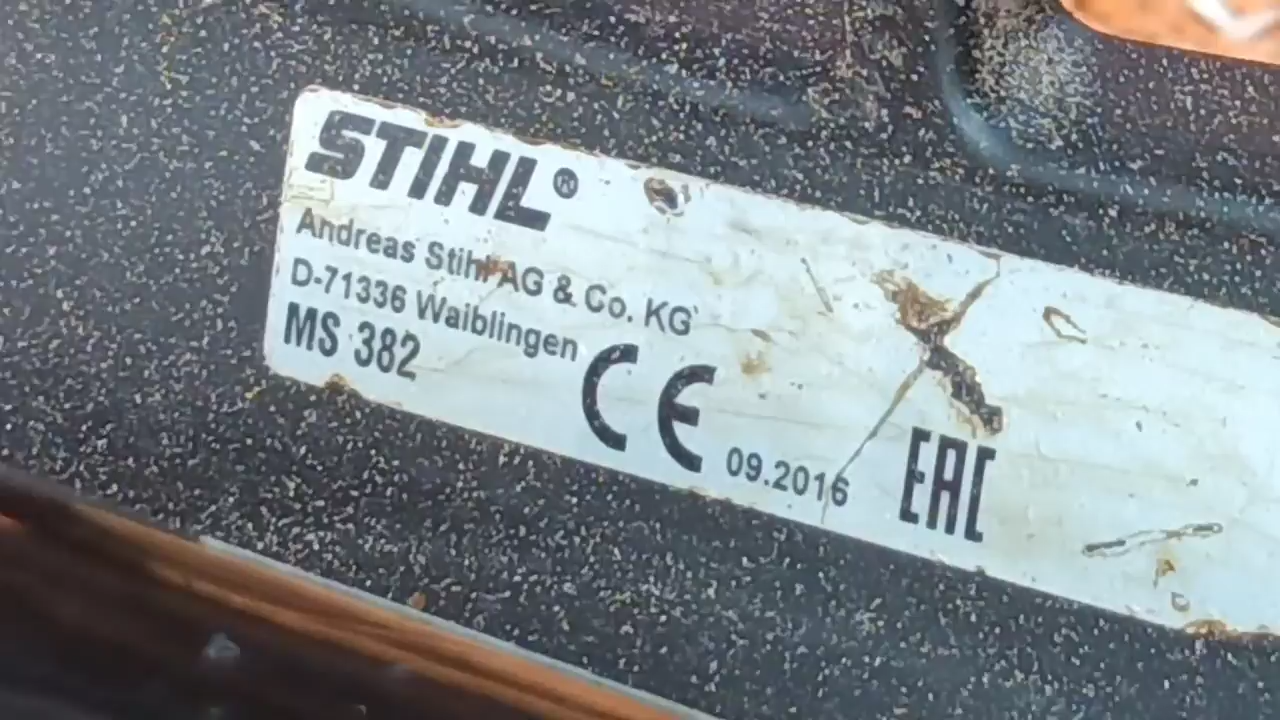 STIHL®
Andreas Stihl AG & Co. KG
D-71336 Waiblingen
MS 382
CE 09.2016 EAC